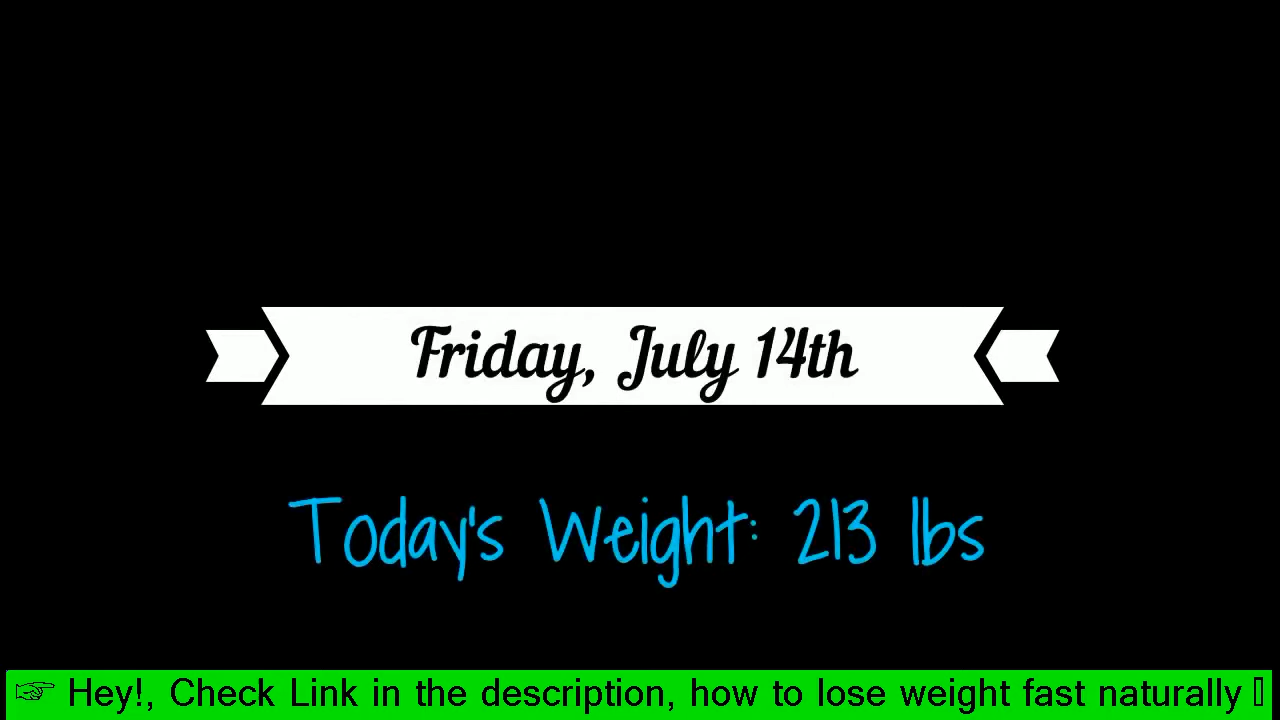 Friday, July 14th
Today's Weight: 213 lbs
☞ Hey!, Check Link in the description, how to lose weight fast naturally